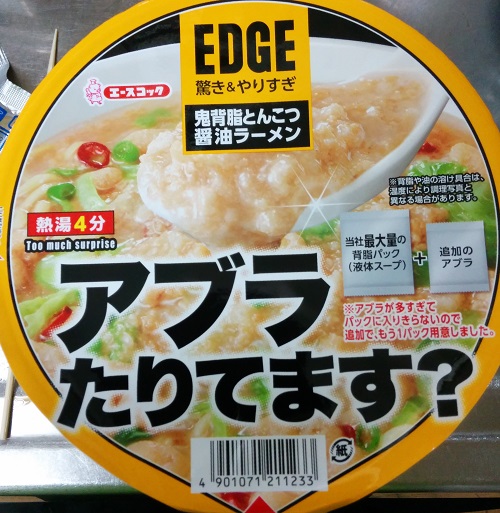 EDGE
驚き&やりすぎ
鬼背脂とんこつ
醤油ラーメン
エースコック
※背脂や油の溶け具合は、
温度により調理写真と
異なる場合があります。
熱湯4分
Too much surprise
当社最大量の
背脂パック
(液体スープ)
+
追加の
アブラ
※アブラが多すぎて
パックに入りきらないので
追加で、もう1パック用意しました。
アブラ
たりてます?
4 901071 211233
紙